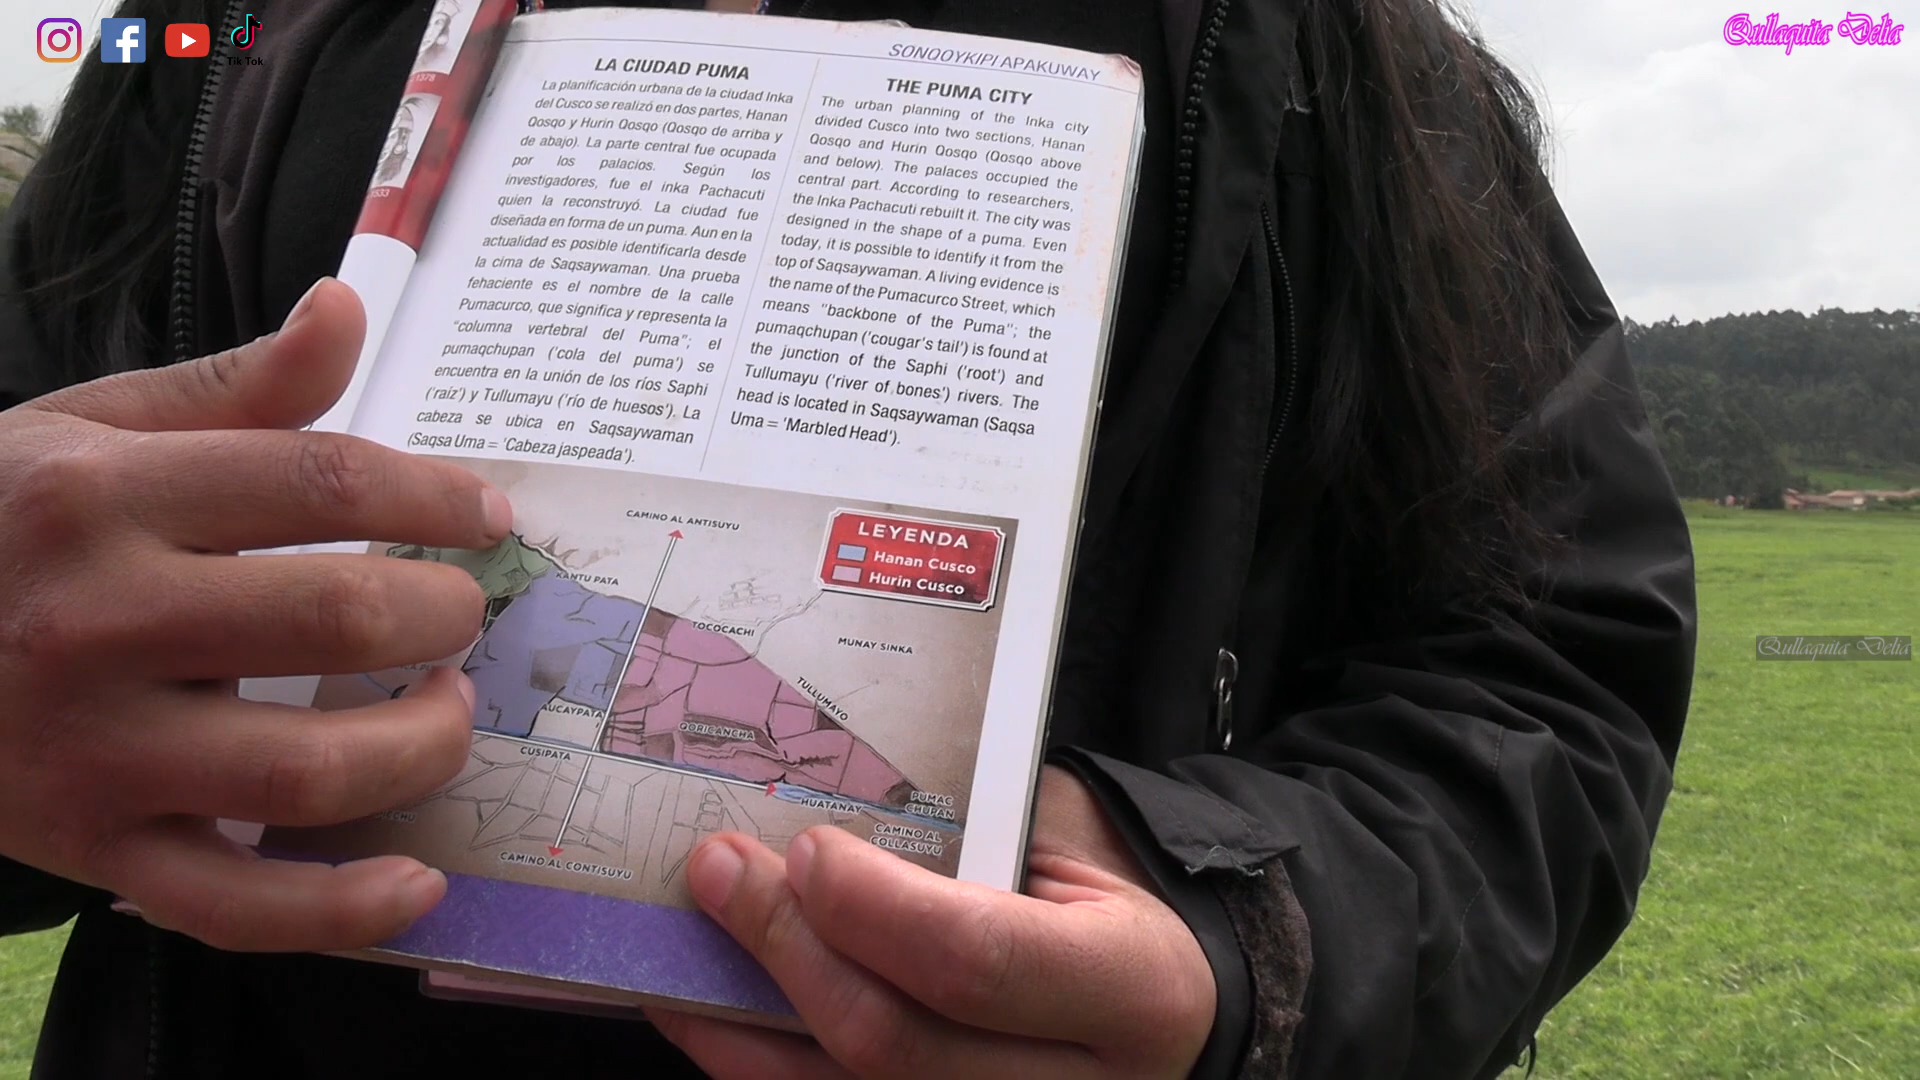 Tik Tok
Qullaquita Delia
1378
1533
SONQOYKIPI APAKUWAY
LA CIUDAD PUMA
La planificación urbana de la ciudad Inka
del Cusco se realizó en dos partes, Hanan
Qosqo y Hurin Qosqo (Qosqo de arriba y
de abajo). La parte central fue ocupada
por los palacios. Según los
investigadores, fue el inka Pachacuti
quien la reconstruyó. La ciudad fue
diseñada en forma de un puma. Aun en la
actualidad es posible identificarla desde
la cima de Saqsaywaman. Una prueba
fehaciente es el nombre de la calle
Pumacurco, que significa y representa la
"columna vertebral del Puma"; el
pumaqchupan ('cola del puma') se
encuentra en la unión de los ríos Saphi
('raíz') y Tullumayu ('río de huesos'). La
cabeza se ubica en Saqsaywaman
(Saqsa Uma = 'Cabeza jaspeada').
THE PUMA CITY
The urban planning of the Inka city
divided Cusco into two sections, Hanan
Qosqo and Hurin Qosqo (Qosqo above
and below). The palaces occupied the
central part. According to researchers,
the Inka Pachacuti rebuilt it. The city was
designed in the shape of a puma. Even
today, it is possible to identify it from the
top of Saqsaywaman. A living evidence is
the name of the Pumacurco Street, which
means "backbone of the Puma"; the
pumaqchupan ('cougar's tail') is found at
the junction of the Saphi ('root') and
Tullumayu ('river of bones') rivers. The
head is located in Saqsaywaman (Saqsa
Uma = 'Marbled Head').
CAMINO AL ANTISUYU
LEYENDA
Hanan Cusco
Hurin Cusco
KANTU PATA
TOCOCACHI
MUNAY SINKA
TULLUMAYO
AUCAYPATA
QORICANCHA
CUSIPATA
HUATANAY
PUMAC
CHUPAN
CAMINO AL
COLLASUYU
CAMINO AL CONTISUYU
Qullaquita Delia